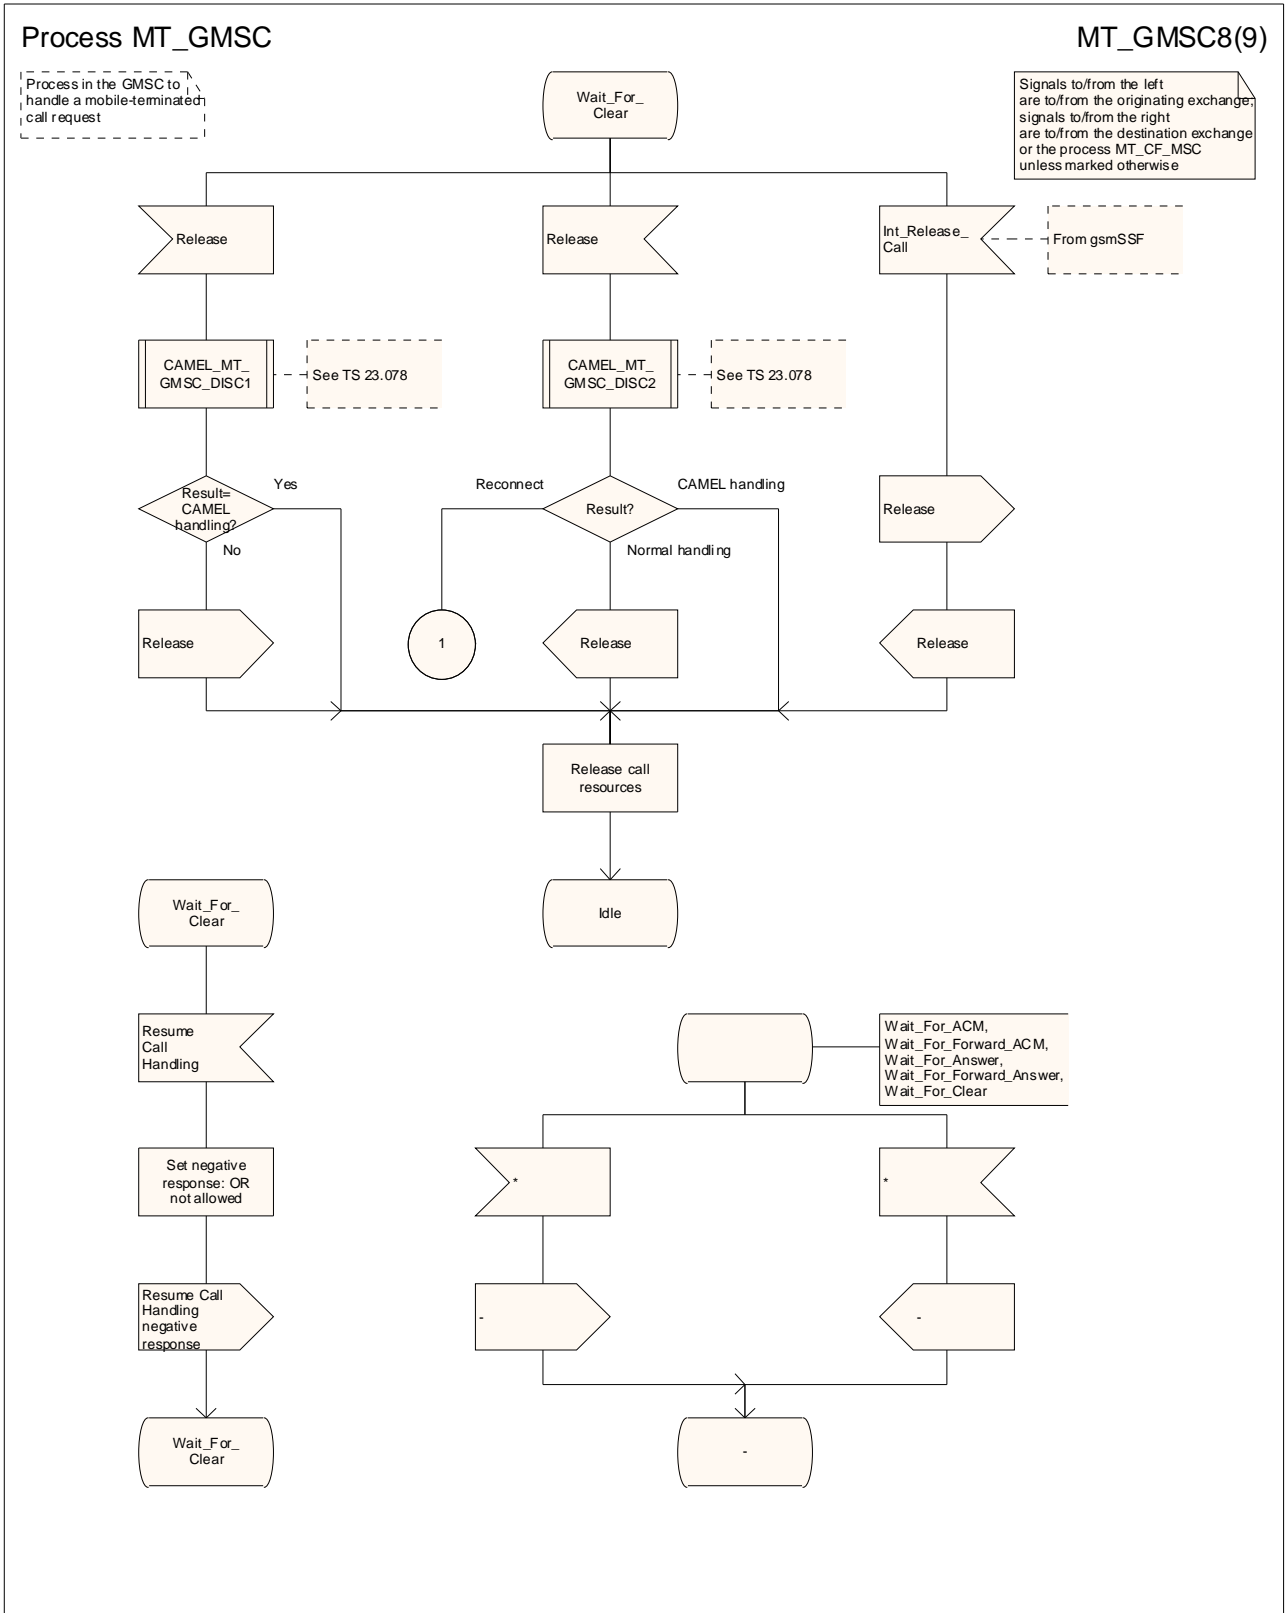 Process MT_GMSC
MT_GMSC8(9)
Process in the GMSC to
handle a mobile-terminated
call request
Wait_For_
Clear
Signals to/from the left
are to/from the originating exchange;
signals to/from the right
are to/from the destination exchange
or the process MT_CF_MSC
unless marked otherwise
Release
Release
Int_Release_
Call
From gsmSSF
CAMEL_MT_
GMSC_DISC1
See TS 23.078
CAMEL_MT_
GMSC_DISC2
See TS 23.078
Result=
CAMEL
handling?
Yes
No
Reconnect
Result?
CAMEL handling
Normal handling
Release
Release
1
Release
Release
Release call
resources
Idle
Wait_For_
Clear
Resume
Call
Handling
Set negative
response: OR
not allowed
Resume Call
Handling
negative
response
Wait_For_
Clear
Wait_For_ACM,
Wait_For_Forward_ACM,
Wait_For_Answer,
Wait_For_Forward_Answer,
Wait_For_Clear
*
*
-
-
-